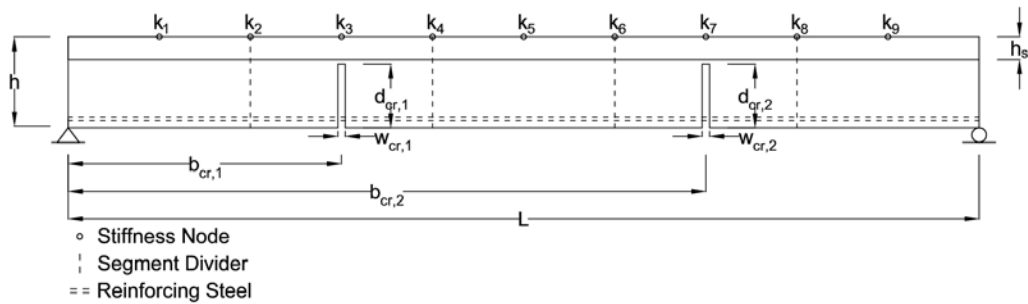 k1 k2 k3 k4 k5 k6 k7 k8 k9
h
hs
dcr,1
dcr,2
wcr,1
wcr,2
bcr,1
bcr,2
L
Stiffness Node
Segment Divider
Reinforcing Steel